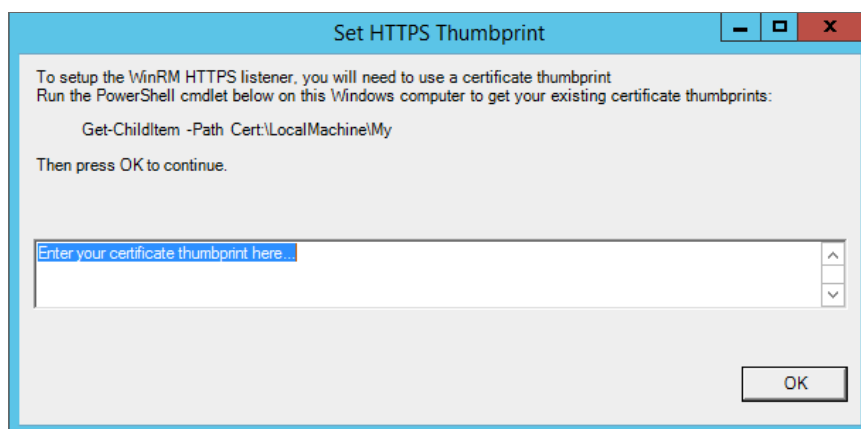 Set HTTPS Thumbprint
To setup the WinRM HTTPS listener, you will need to use a certificate thumbprint
Run the PowerShell cmdlet below on this Windows computer to get your existing certificate thumbprints:
Get-ChildItem -Path Cert:\LocalMachine\My
Then press OK to continue.
Enter your certificate thumbprint here...
OK